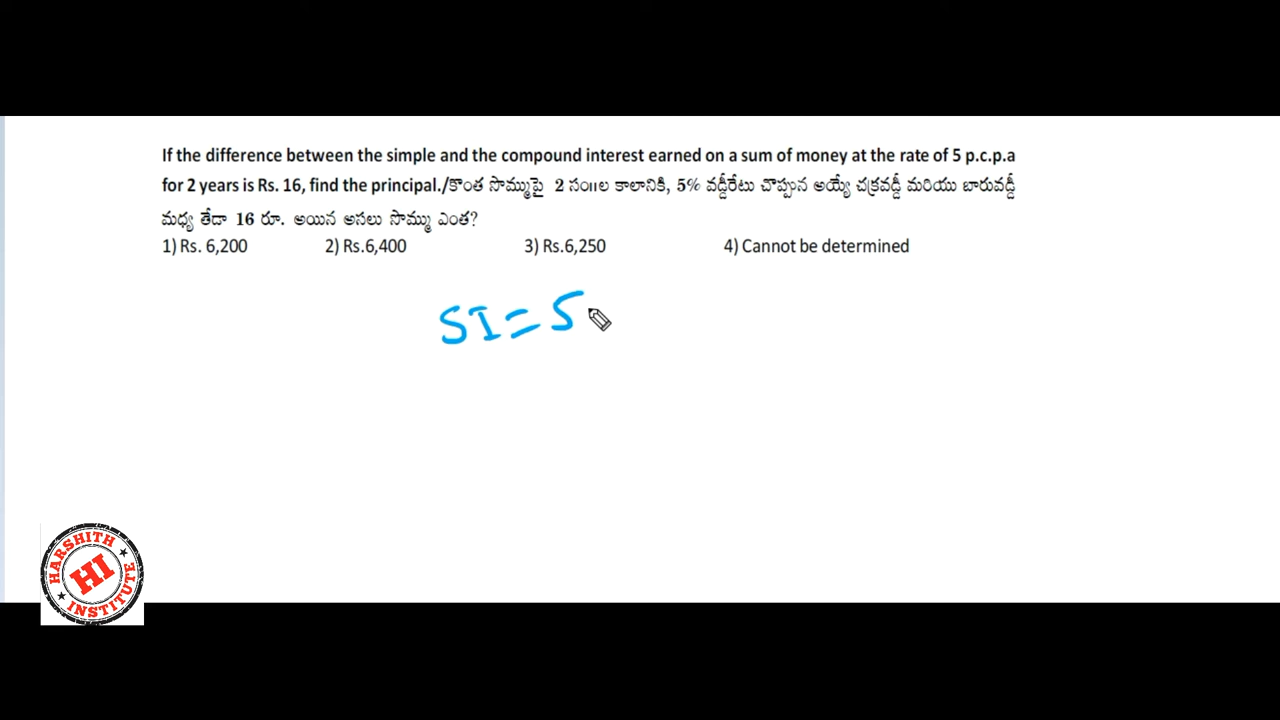 If the difference between the simple and the compound interest earned on a sum of money at the rate of 5 p.c.p.a
for 2 years is Rs. 16, find the principal./కొంత సొమ్ముపై 2 సంIIల కాలానికి, 5% వడ్డీరేటు చొప్పున అయ్యే చక్రవడ్డీ మరియు బారువడ్డీ
మధ్య తేడా 16 రూ. అయిన అసలు సొమ్ము ఎంత?
1) Rs. 6,200 2) Rs.6,400 3) Rs.6,250 4) Cannot be determined
SI = 5
HARSHITH
HI
INSTITUTE